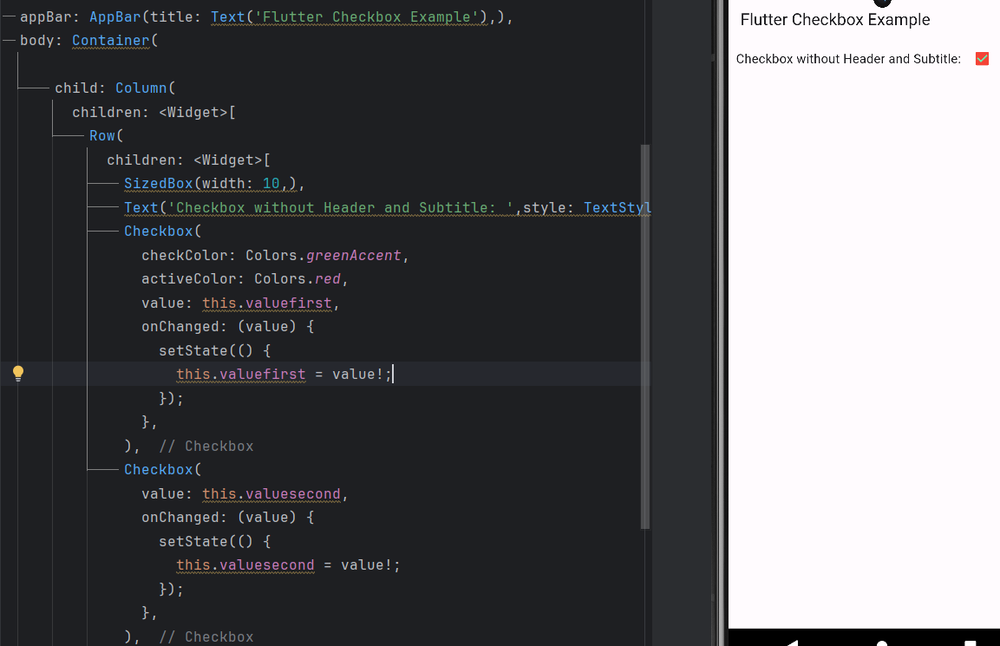 appBar: AppBar(title: Text('Flutter Checkbox Example'),),
body: Container(
child: Column(
children: <Widget>[
Row(
children: <Widget>[
SizedBox(width: 10,),
Text('Checkbox without Header and Subtitle: ',style: TextStyl
Checkbox(
checkColor: Colors.greenAccent,
activeColor: Colors.red,
value: this.valuefirst,
onChanged: (value) {
setState(() {
this.valuefirst = value!;
});
},
), // Checkbox
Checkbox(
value: this.valuesecond,
onChanged: (value) {
setState(() {
this.valuesecond = value!;
});
},
), // Checkbox
Flutter Checkbox Example
Checkbox without Header and Subtitle: